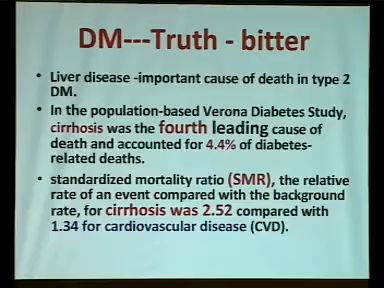 DM---Truth - bitter
• Liver disease -important cause of death in type 2
DM.
• In the population-based Verona Diabetes Study,
cirrhosis was the fourth leading cause of
death and accounted for 4.4% of diabetes-
related deaths.
• standardized mortality ratio (SMR), the relative
rate of an event compared with the background
rate, for cirrhosis was 2.52 compared with
1.34 for cardiovascular disease (CVD).